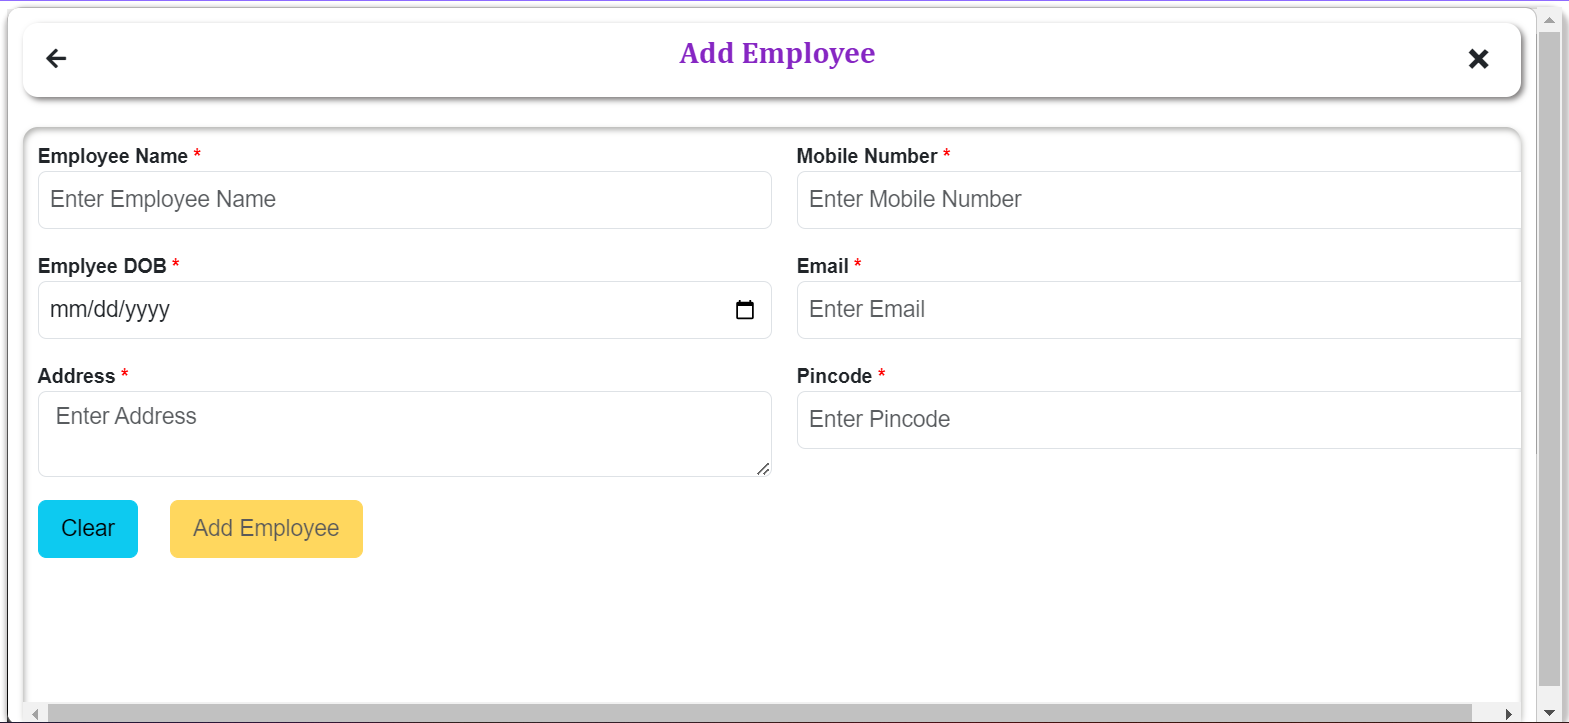 Add Employee
Employee Name *
Mobile Number *
Enter Employee Name
Enter Mobile Number
Emplyee DOB *
Email *
mm/dd/yyyy
Enter Email
Address *
Pincode *
Enter Address
Enter Pincode
Clear
Add Employee